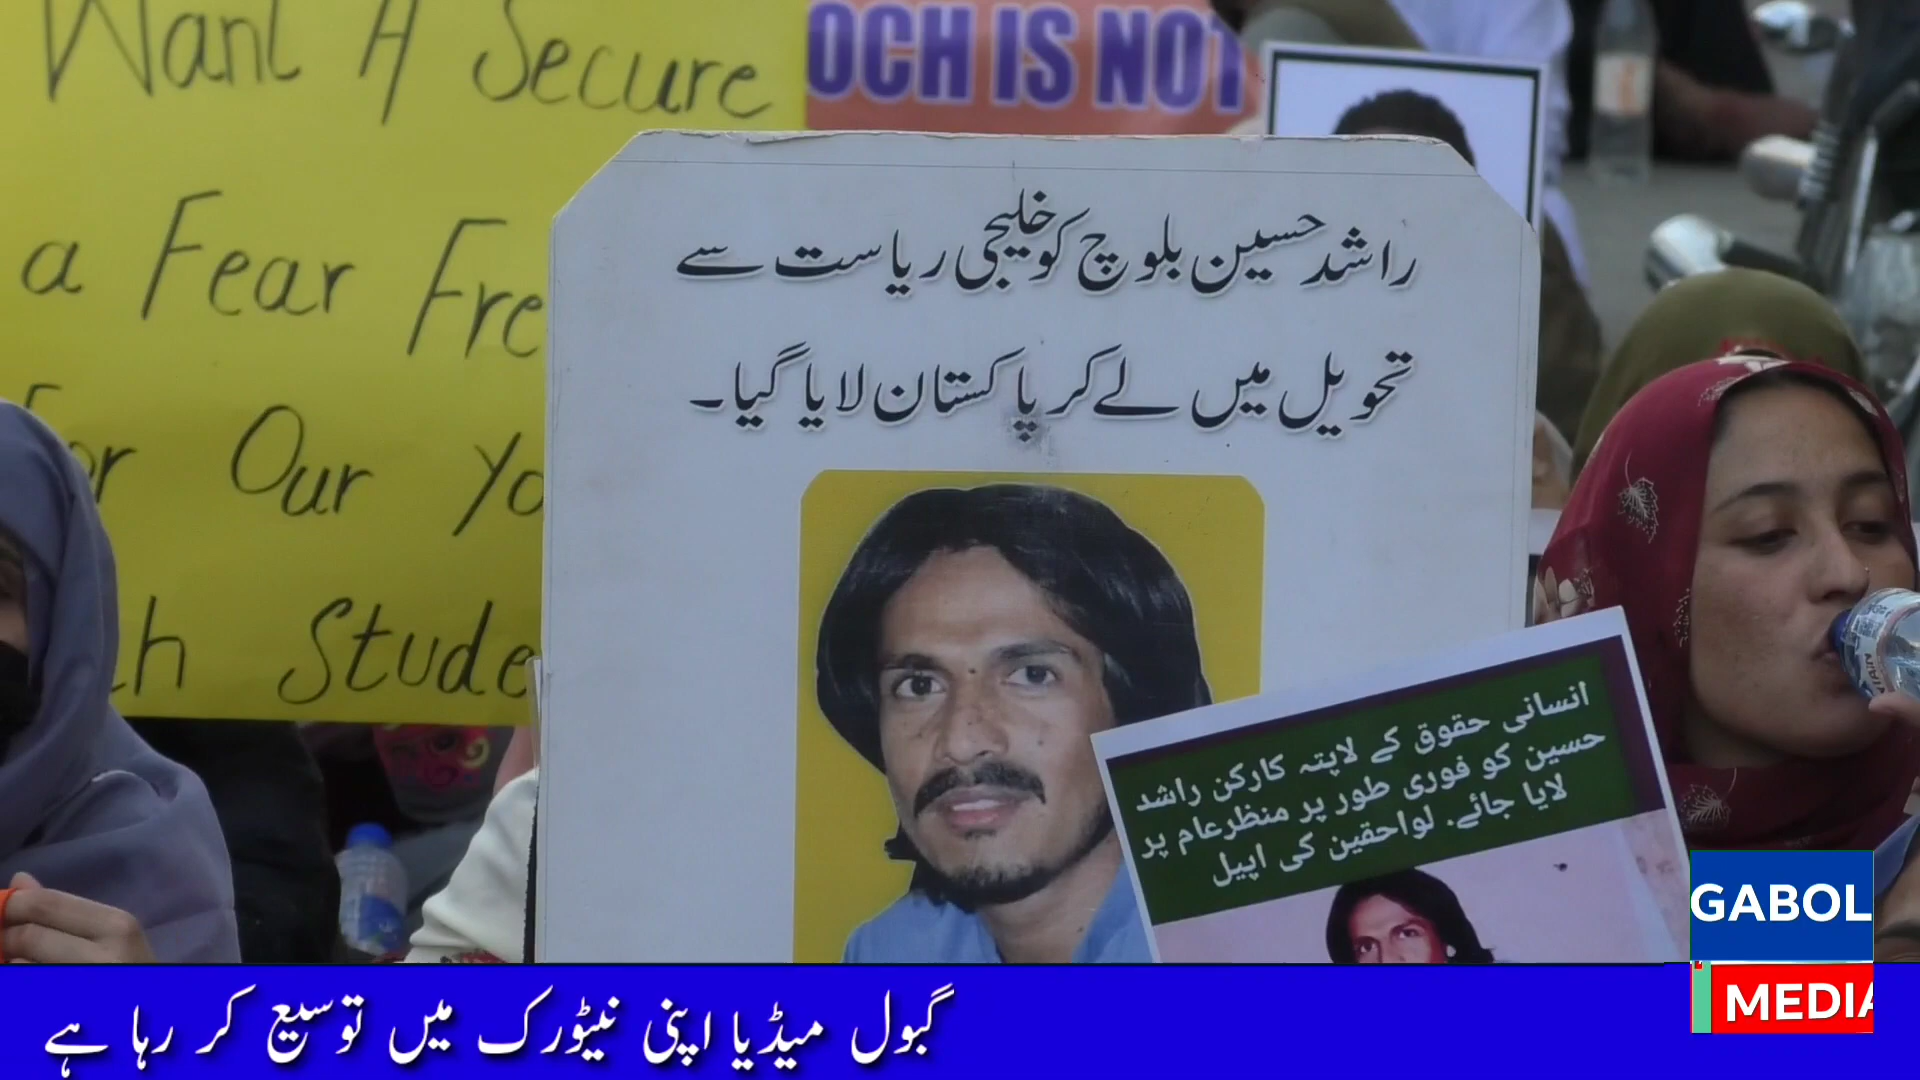 Want A Secure
a Fear Fre
For Our Yo
ch Stude
OCH IS NOT
راشد حسین بلوچ کو خلیجی ریاست سے
تحویل میں لے کر پاکستان لایا گیا۔
انسانی حقوق کے لاپتہ کارکن راشد
حسین کو فوری طور پر منظرعام پر
لایا جائے. لواحقین کی اپیل
GABOL
MEDIA
گبول میڈیا اپنی نیٹورک میں توسیع کر رہا ہے